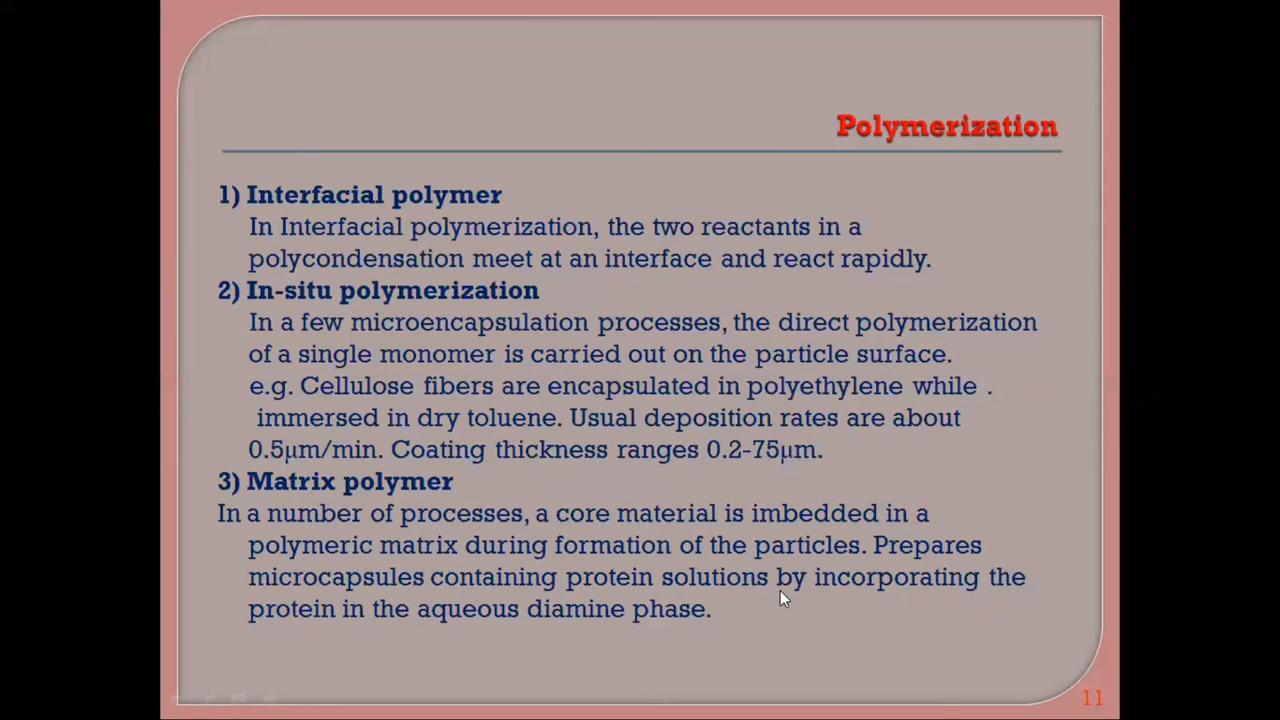 Polymerization
1) Interfacial polymer
In Interfacial polymerization, the two reactants in a
polycondensation meet at an interface and react rapidly.
2) In-situ polymerization
In a few microencapsulation processes, the direct polymerization
of a single monomer is carried out on the particle surface.
e.g. Cellulose fibers are encapsulated in polyethylene while .
immersed in dry toluene. Usual deposition rates are about
0.5μm/min. Coating thickness ranges 0.2-75μm.
3) Matrix polymer
In a number of processes, a core material is imbedded in a
polymeric matrix during formation of the particles. Prepares
microcapsules containing protein solutions by incorporating the
protein in the aqueous diamine phase.
11